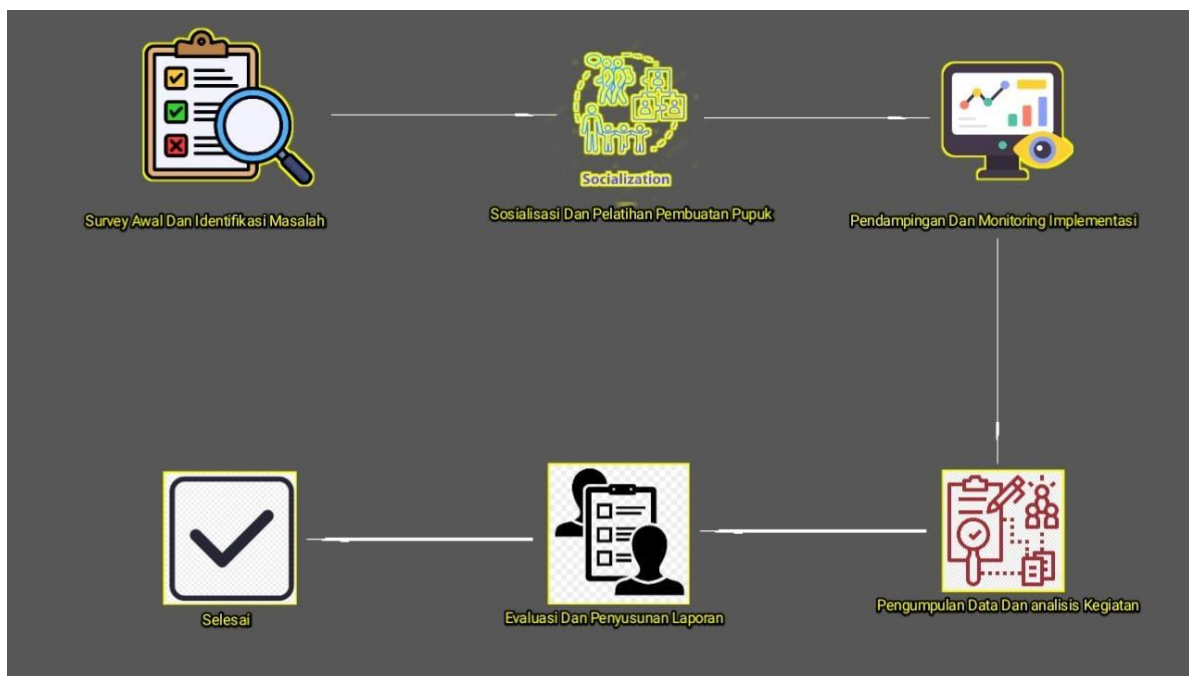 Socialization
Survey Awal Dan Identifikasi Masalah
Sosialisasi Dan Pelatihan Pembuatan Pupuk
Pendampingan Dan Monitoring Implementasi
Pengumpulan Data Dan analisis Kegiatan
Evaluasi Dan Penyusunan Laporan
Selesai